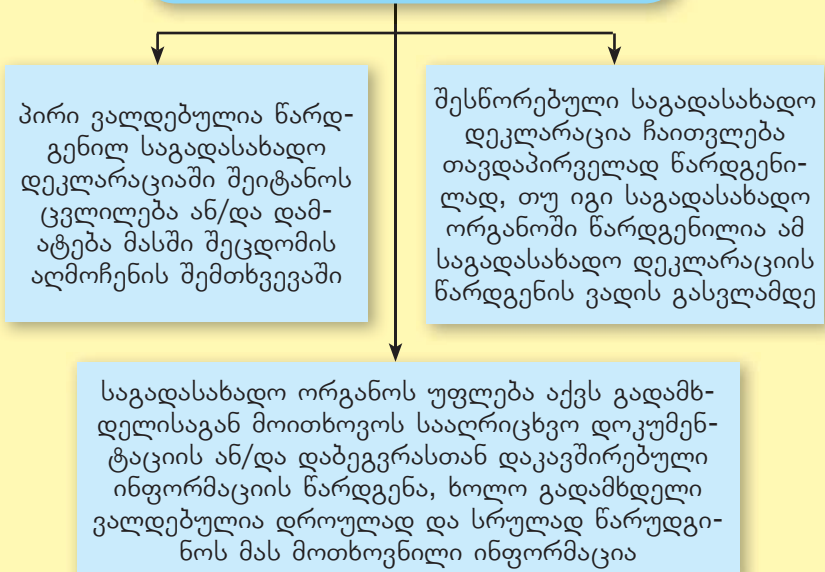 პირი ვალდებულია წარდ-
გენილ საგადასახადო
დეკლარაციაში შეიტანოს
ცვლილება ან/და დამ-
ატება მასში შეცდომის
აღმოჩენის შემთხვევაში
შესწორებული საგადასახადო
დეკლარაცია ჩაითვლება
თავდაპირველად წარდგენი-
ლად, თუ იგი საგადასახადო
ორგანოში წარდგენილია ამ
საგადასახადო დეკლარაციის
წარდგენის ვადის გასვლამდე
საგადასახადო ორგანოს უფლება აქვს გადამხ-
დელისაგან მოითხოვოს სააღრიცხვო დოკუმენ-
ტაციის ან/და დაბეგვრასთან დაკავშირებული
ინფორმაციის წარდგენა, ხოლო გადამხდელი
ვალდებულია დროულად და სრულად წარუდგი-
ნოს მას მოთხოვნილი ინფორმაცია